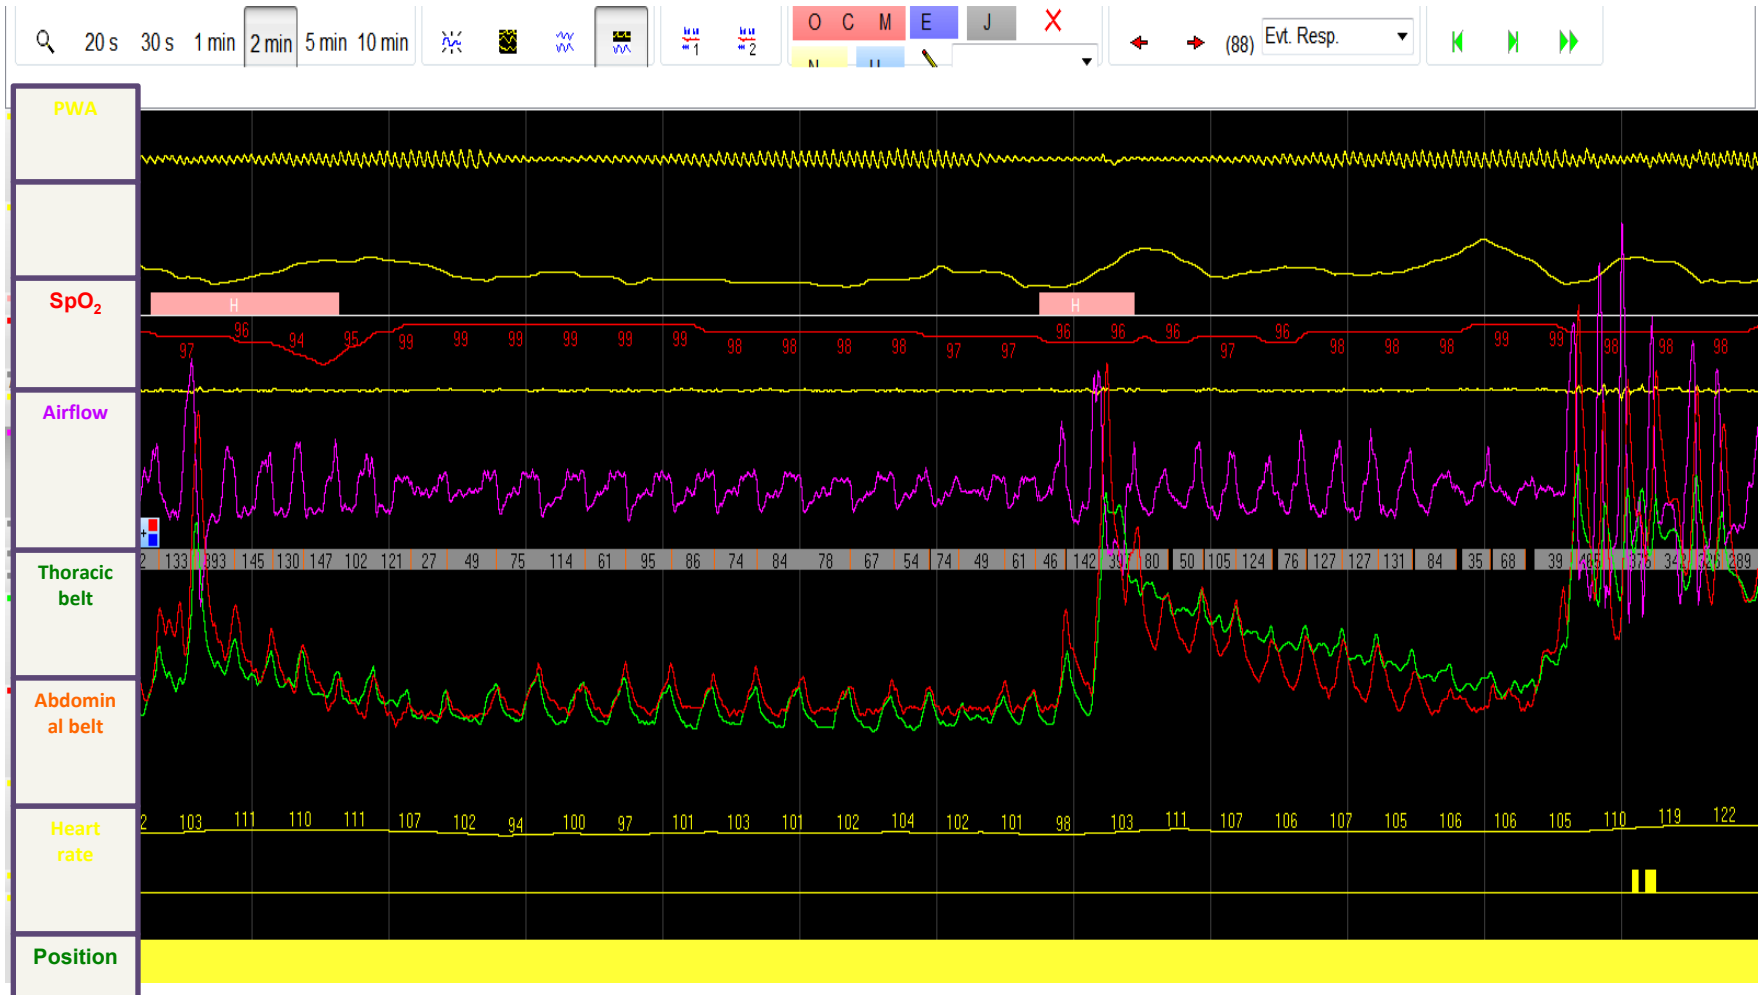 O C M E J
20 s 30 s 1 min 2 min 5 min 10 min
1 2
(88) Evt. Resp.
PWA
SpO2
H H
97 96 94 95 99 99 99 99 99 99 98 98 98 98 97 97 96 96 96 97 96 98 98 98 99 99 98 98 98
Airflow
133 393 145 130 147 102 121 27 49 75 114 61 95 86 74 84 78 67 54 74 49 61 46 142 80 50 105 124 76 127 127 131 84 35 68 39 289
Thoracic
belt
Abdomin
al belt
Heart
rate
2 103 111 110 111 107 102 94 100 97 101 103 101 102 104 102 101 98 103 111 107 106 107 105 106 106 105 110 119 122
Position